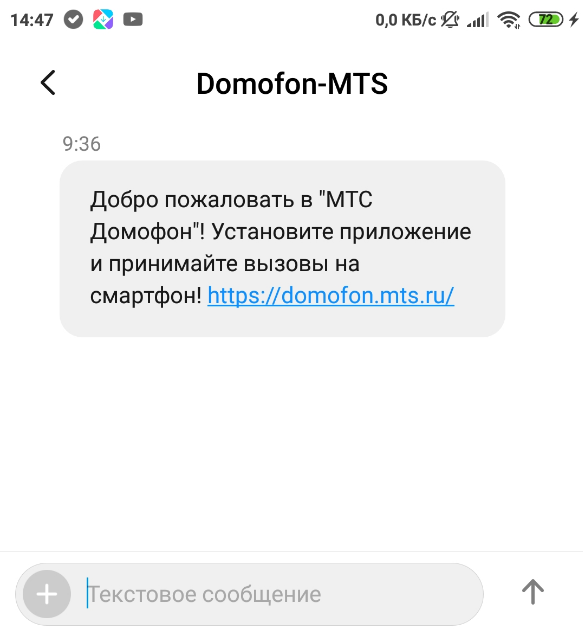 14:47 0,0 КБ/с 72
Domofon-MTS
9:36
Добро пожаловать в "МТС
Домофон"! Установите приложение
и принимайте вызовы на
смартфон! https://domofon.mts.ru/
Текстовое сообщение